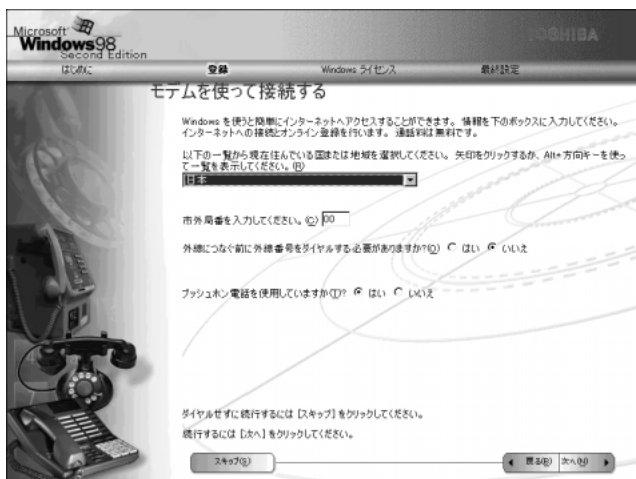 Microsoft
Windows98
Second Edition
TOSHIBA
はじめに
登録
Windows ライセンス
最終設定
モデムを使って接続する
Windows を使うと簡単にインターネットへアクセスすることができます。 情報を下のボックスに入力してください。
インターネットへの接続とオンライン登録を行います。 通話料は無料です。
以下の一覧から現在住んでいる国または地域を選択してください。 矢印をクリックするか、Alt+方向キーを使っ
て一覧を表示してください。(R)
日本
市外局番を入力してください。(C) 00
外線につなぐ前に外線番号をダイヤルする必要がありますか?(O) はい いいえ
プッシュホン電話を使用していますか(T)? はい いいえ
ダイヤルせずに続行するには [スキップ] をクリックしてください。
続行するには [次へ] をクリックしてください。
スキップ(S)
戻る(B)
次へ(N)